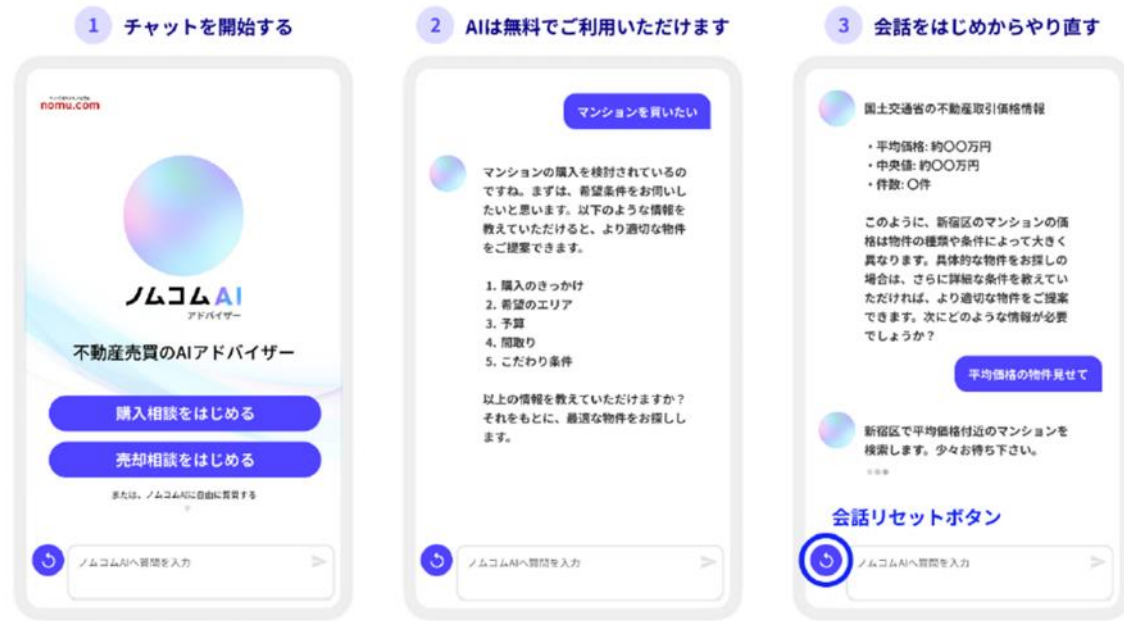 1 チャットを開始する
nomu.com
ノムコムAI
アドバイザー
不動産売買のAIアドバイザー
購入相談をはじめる
売却相談をはじめる
または、ノムコムAIに自由に質問する
ノムコムAIへ質問を入力
2 AIは無料でご利用いただけます
マンションを買いたい
マンションの購入を検討されているの
ですね。まずは、希望条件をお伺いし
たいと思います。以下のような情報を
教えていただけると、より適切な物件
をご提案できます。
1. 購入のきっかけ
2. 希望のエリア
3. 予算
4. 間取り
5. こだわり条件
以上の情報を教えていただけますか？
それをもとに、最適な物件をお探しし
ます。
ノムコムAIへ質問を入力
3 会話をはじめからやり直す
国土交通省の不動産取引価格情報
・平均価格: 約〇〇万円
・中央値: 約〇〇万円
・件数: 〇件
このように、新宿区のマンションの価
格は物件の種類や条件によって大きく
異なります。具体的な物件をお探しの
場合は、さらに詳細な条件を教えてい
ただければ、より適切な物件をご提案
できます。次にどのような情報が必要
でしょうか？
平均価格の物件見せて
新宿区で平均価格付近のマンションを
検索します。少々お待ち下さい。
会話リセットボタン
ノムコムAIへ質問を入力